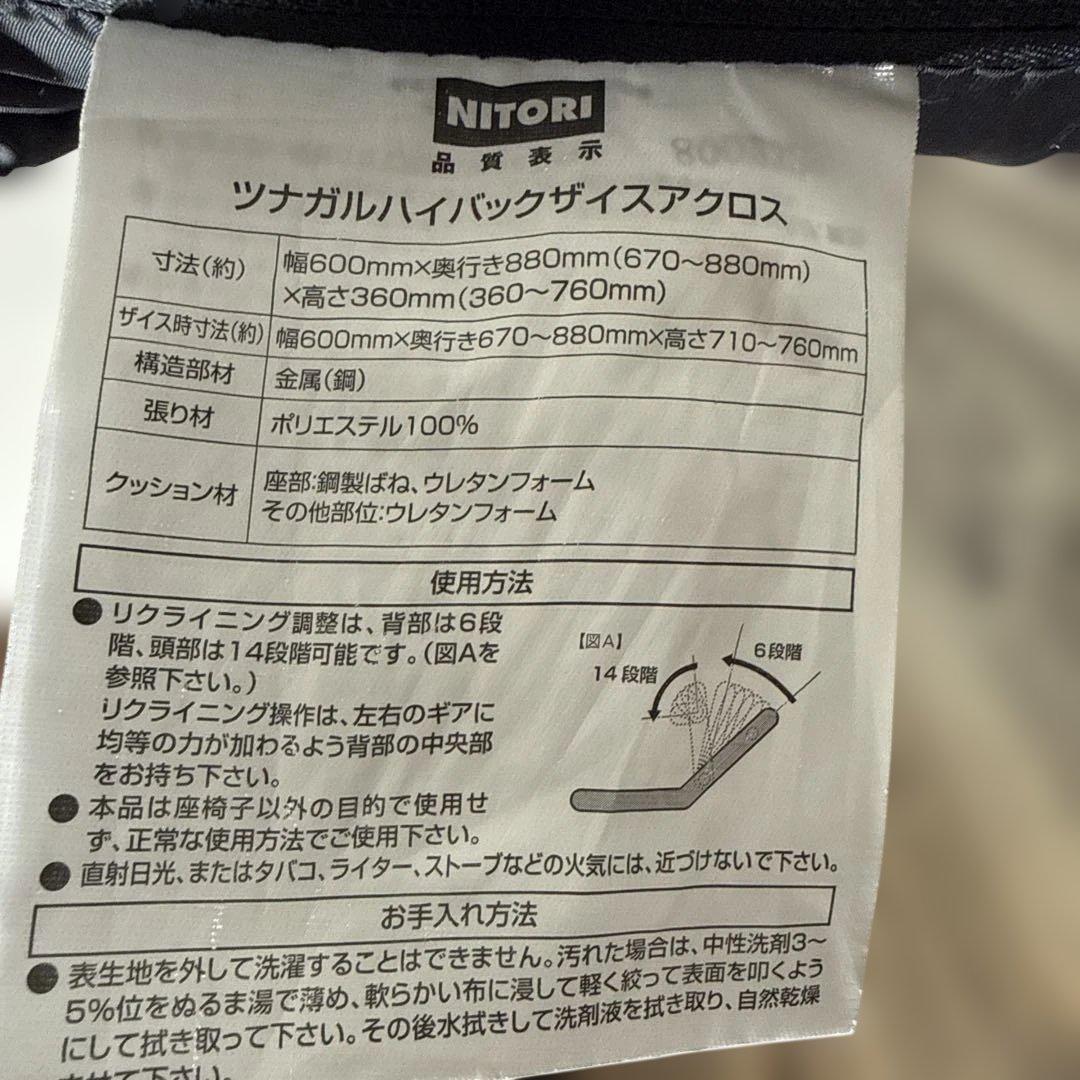 NITORI
品質表示
ツナガルハイバックザイスアクロス
寸法(約)
幅600mm×奥行き880mm(670〜880mm)
×高さ360mm(360〜760mm)
ザイス時寸法(約)
幅600mm×奥行き670〜880mm×高さ710〜760mm
構造部材
金属(鋼)
張り材
ポリエステル100%
クッション材
座部:鋼製ばね、ウレタンフォーム
その他部位:ウレタンフォーム
使用方法
●リクライニング調整は、背部は6段
階、頭部は14段階可能です。(図Aを
参照下さい。)
リクライニング操作は、左右のギアに
均等の力が加わるよう背部の中央部
をお持ち下さい。
【図A】
14段階
6段階
●本品は座椅子以外の目的で使用せ
ず、正常な使用方法でご使用下さい。
●直射日光、またはタバコ、ライター、ストーブなどの火気には、近づけないで下さい。
お手入れ方法
●表生地を外して洗濯することはできません。汚れた場合は、中性洗剤3〜
5%位をぬるま湯で薄め、軟らかい布に浸して軽く絞って表面を叩くよう
にして拭き取って下さい。その後水拭きして洗剤液を拭き取り、自然乾燥
させて下さい。